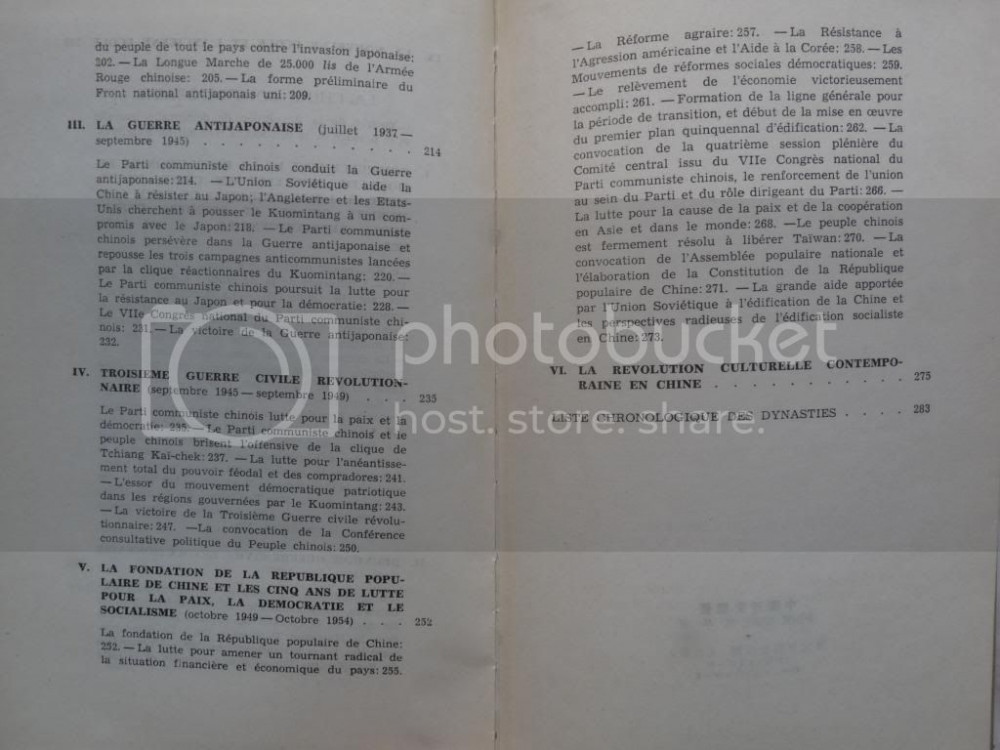 du peuple de tout le pays contre l'invasion japonaise:
202. — La Longue Marche de 25.000 lis de l'Armée
Rouge chinoise: 205. — La forme préliminaire du
Front national antijaponais uni: 209.
III. LA GUERRE ANTIJAPONAISE (juillet 1937 —
septembre 1945) . . . . . . . . . . . . 214
Le Parti communiste chinois conduit la Guerre
antijaponaise: 214. — L'Union Soviétique aide la
Chine à résister au Japon; l'Angleterre et les Etats-
Unis cherchent à pousser le Kuomintang à un com-
promis avec le Japon: 218. — Le Parti communiste
chinois persévère dans la Guerre antijaponaise et
repousse les trois campagnes anticommunistes lancées
par la clique réactionnaires du Kuomintang: 220. —
Le Parti communiste chinois poursuit la lutte pour
la résistance au Japon et pour la démocratie: 228. —
Le VIIe Congrès national du Parti communiste chi-
nois: 231. — La victoire de la Guerre antijaponaise:
232.
IV. TROISIEME GUERRE CIVILE REVOLUTION-
NAIRE (septembre 1945 — septembre 1949) . . . 235
Le Parti communiste chinois lutte pour la paix et la
démocratie: 235. — Le Parti communiste chinois et le
peuple chinois brisent l'offensive de la clique de
Tchiang Kai-chek: 237. — La lutte pour l'anéantisse-
ment total du pouvoir féodal et des compradores: 241.
— L'essor du mouvement démocratique patriotique
dans les régions gouvernées par le Kuomintang: 243.
— La victoire de la Troisième Guerre civile révolu-
tionnaire: 247. — La convocation de la Conférence
consultative politique du Peuple chinois: 250.
V. LA FONDATION DE LA REPUBLIQUE POPU-
LAIRE DE CHINE ET LES CINQ ANS DE LUTTE
POUR LA PAIX, LA DEMOCRATIE ET LE
SOCIALISME (octobre 1949 — Octobre 1954) . . . 252
La fondation de la République populaire de Chine:
252. — La lutte pour amener un tournant radical de
la situation financière et économique du pays: 255.
— La Réforme agraire: 257. — La Résistance à
l'Agression américaine et l'Aide à la Corée: 258. — Les
Mouvements de réformes sociales démocratiques: 259.
— Le relèvement de l'économie victorieusement
accompli: 261. — Formation de la ligne générale pour
la période de transition, et début de la mise en œuvre
du premier plan quinquennal d'édification: 262. — La
convocation de la quatrième session plénière du
Comité central issu du VIIe Congrès national du
Parti communiste chinois, le renforcement de l'union
au sein du Parti et du rôle dirigeant du Parti: 266. —
La lutte pour la cause de la paix et de la coopération
en Asie et dans le monde: 268. — Le peuple chinois
est fermement résolu à libérer Taïwan: 270. — La
convocation de l'Assemblée populaire nationale et
l'élaboration de la Constitution de la République
populaire de Chine: 271. — La grande aide apportée
par l'Union Soviétique à l'édification de la Chine et
les perspectives radieuses de l'édification socialiste
en Chine: 273.
VI. LA REVOLUTION CULTURELLE CONTEMPO-
RAINE EN CHINE . . . . . . . . . . . 275
LISTE CHRONOLOGIQUE DES DYNASTIES . . . . 283
photobucket
host. store. share.